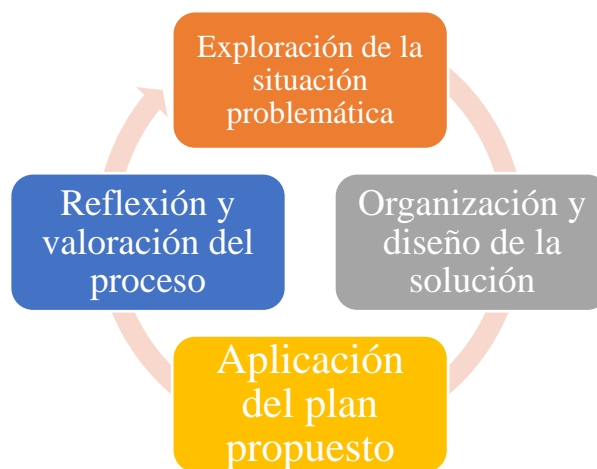 Exploración de la
situación
problemática
Organización y
diseño de la
solución
Aplicación
del plan
propuesto
Reflexión y
valoración del
proceso